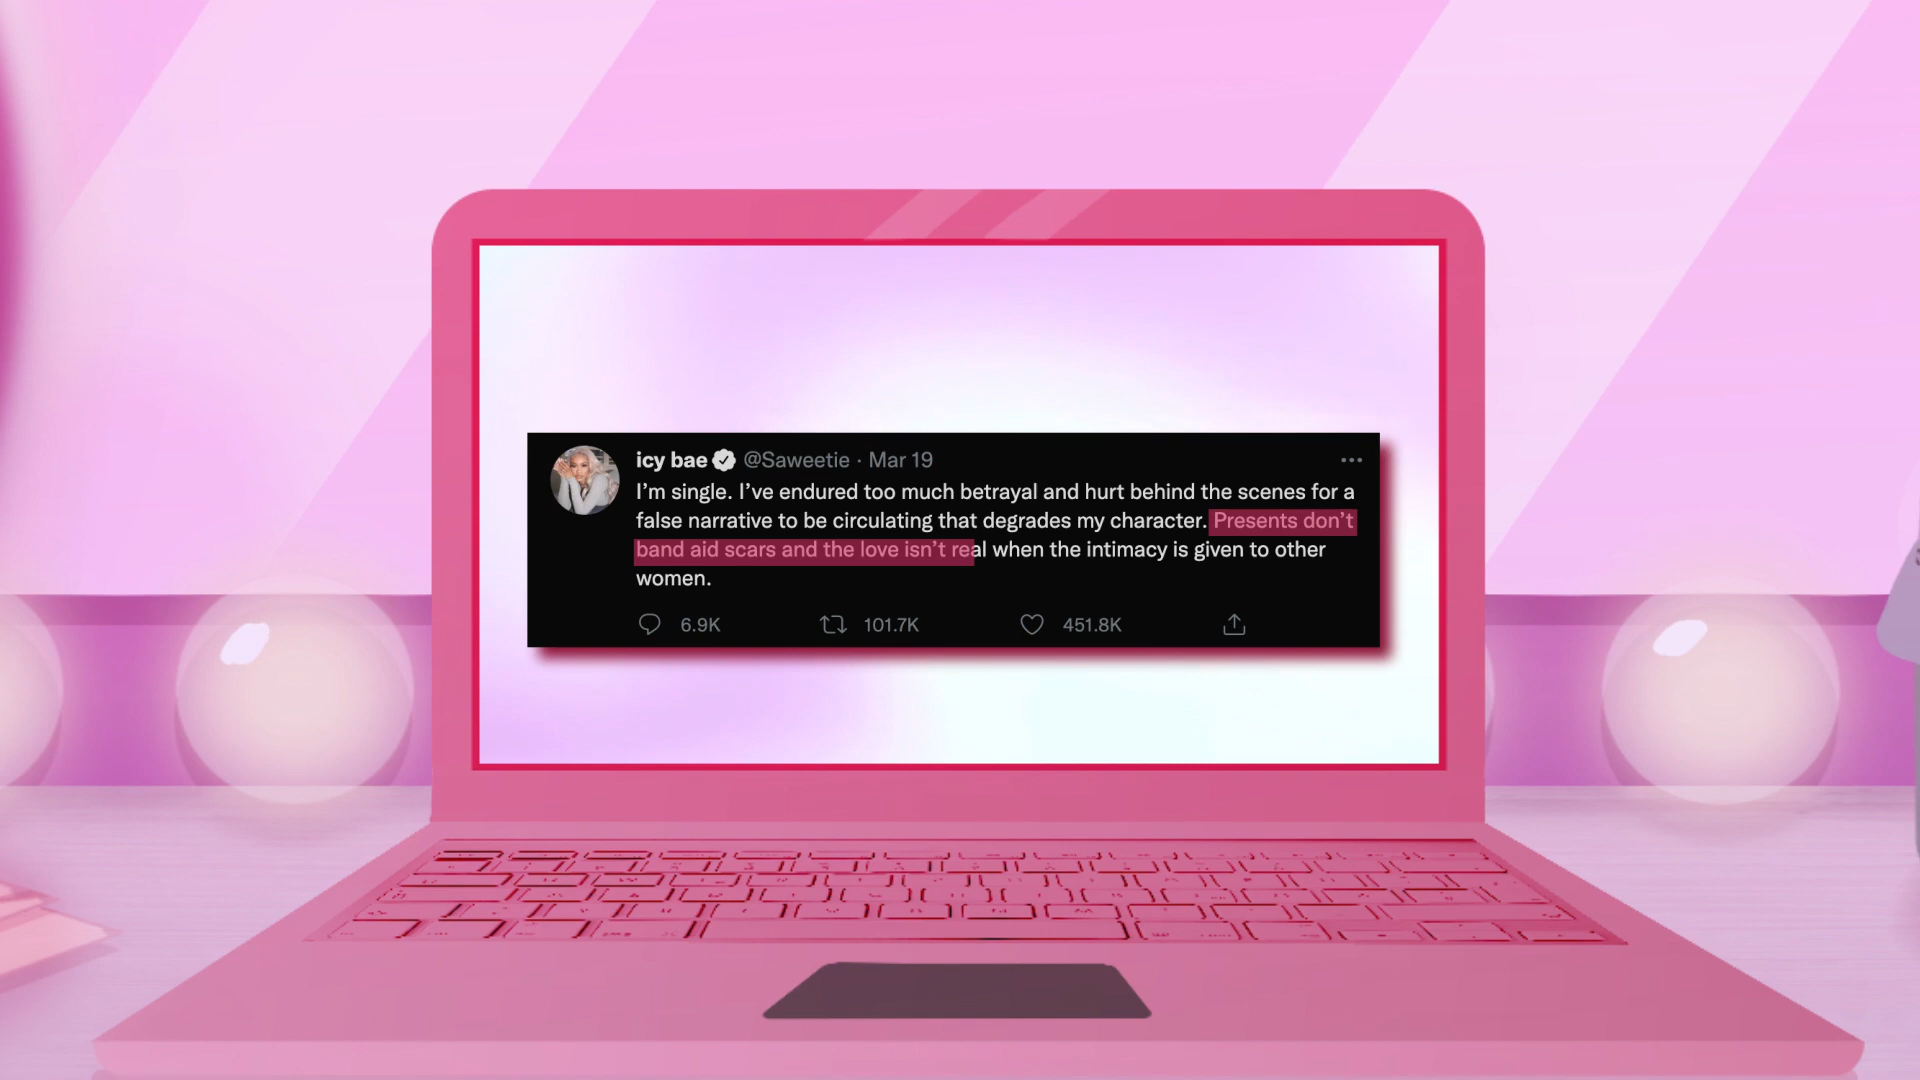 icy bae @Saweetie · Mar 19
I’m single. I’ve endured too much betrayal and hurt behind the scenes for a
false narrative to be circulating that degrades my character. Presents don’t
band aid scars and the love isn’t real when the intimacy is given to other
women.
6.9K 101.7K 451.8K